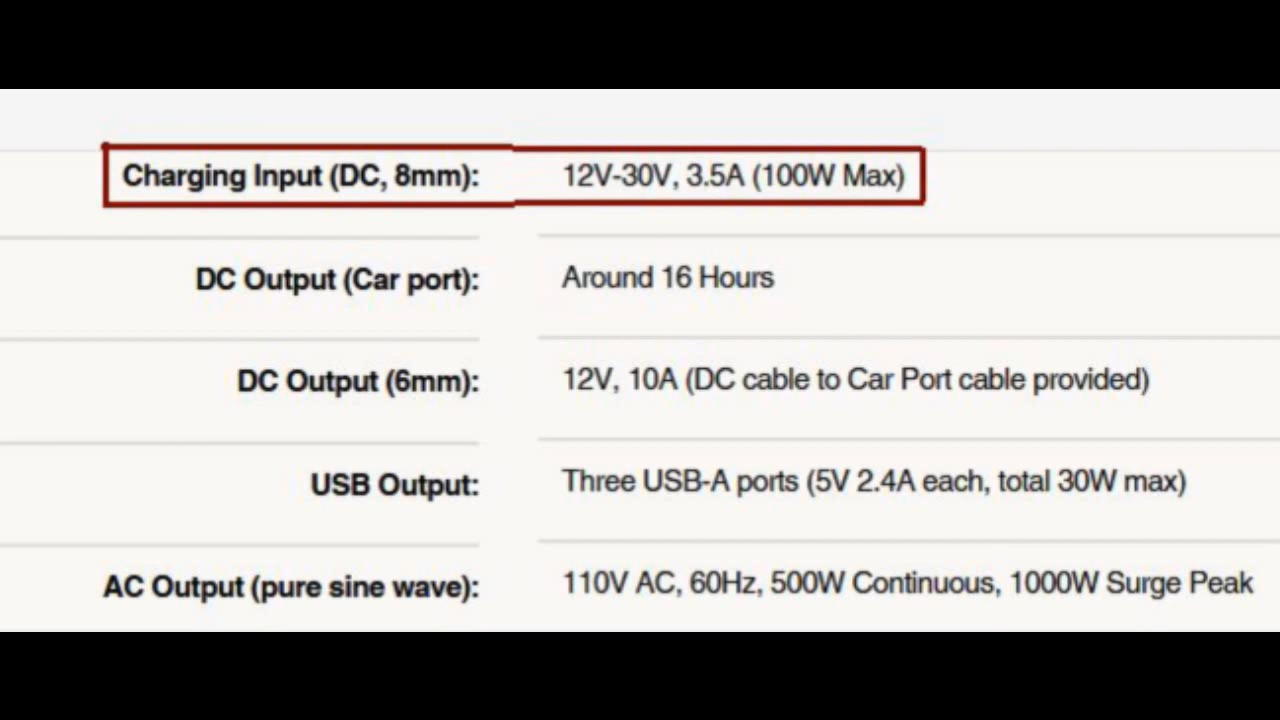 Charging Input (DC, 8mm): 12V-30V, 3.5A (100W Max)
DC Output (Car port): Around 16 Hours
DC Output (6mm): 12V, 10A (DC cable to Car Port cable provided)
USB Output: Three USB-A ports (5V 2.4A each, total 30W max)
AC Output (pure sine wave): 110V AC, 60Hz, 500W Continuous, 1000W Surge Peak